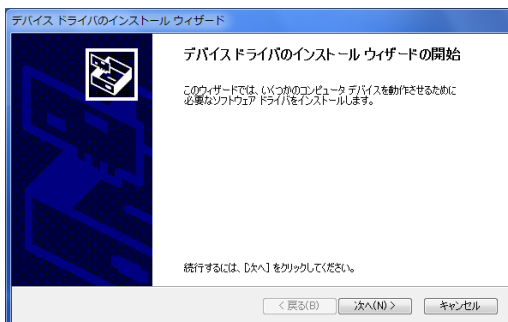 デバイス ドライバのインストール ウィザード
デバイス ドライバのインストール ウィザードの開始
このウィザードでは、いくつかのコンピュータ デバイスを動作させるために
必要なソフトウェア ドライバをインストールします。
続行するには、[次へ] をクリックしてください。
< 戻る(B) 次へ(N) > キャンセル